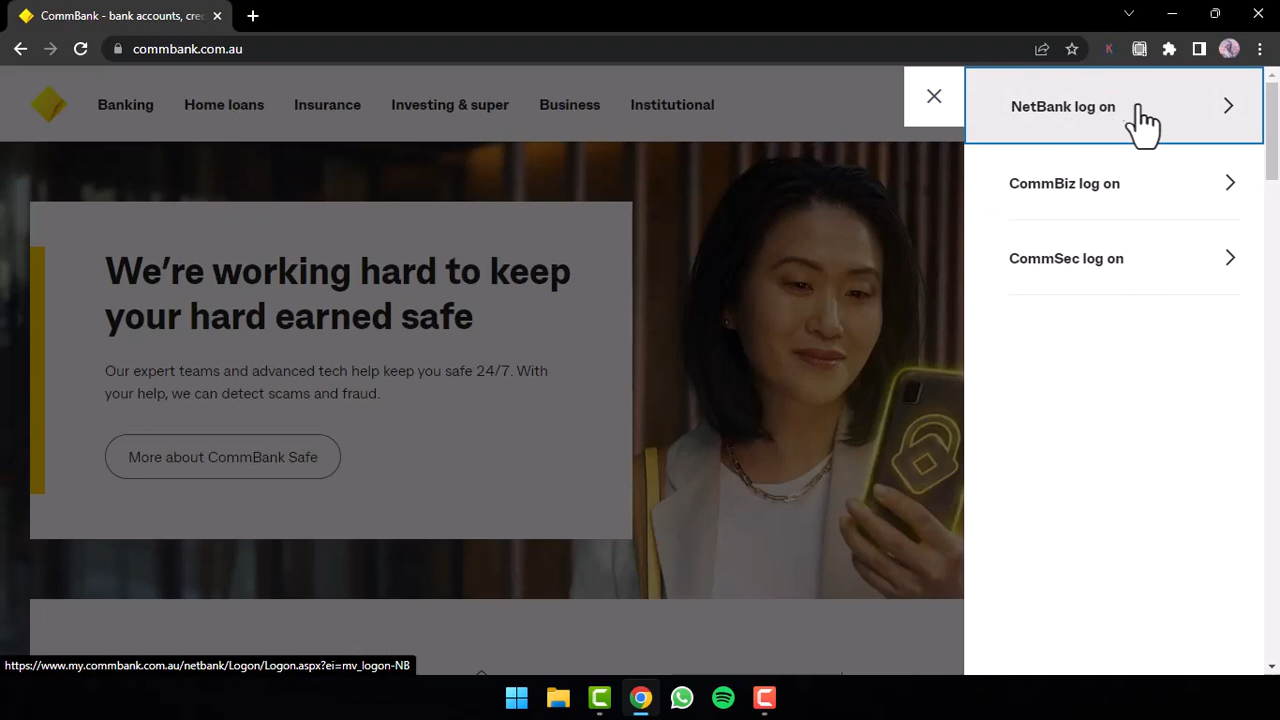 CommBank - bank accounts, cre
commbank.com.au
K
Banking
Home loans
Insurance
Investing & super
Business
Institutional
NetBank log on
CommBiz log on
CommSec log on
We're working hard to keep
your hard earned safe
Our expert teams and advanced tech help keep you safe 24/7. With
your help, we can detect scams and fraud.
More about CommBank Safe
https://www.my.commbank.com.au/netbank/Logon/Logon.aspx?ei=mv_logon-NB